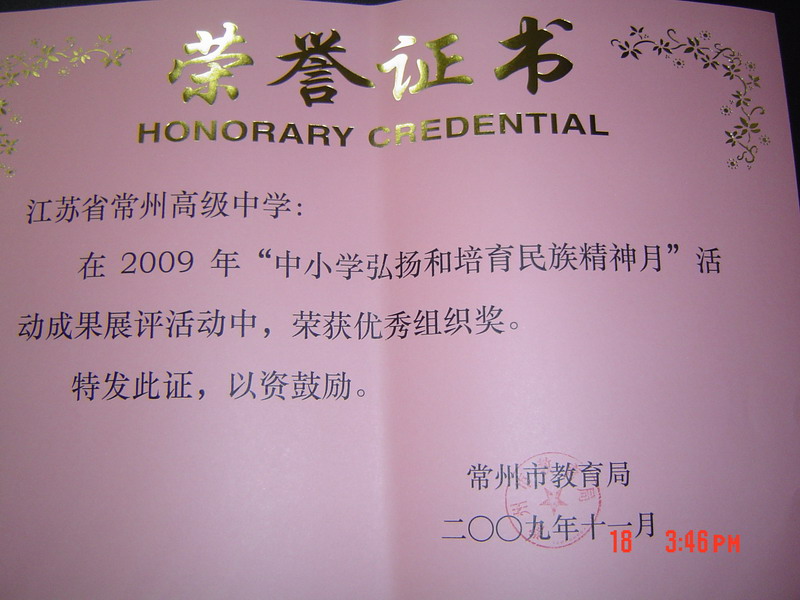 荣誉证书
HONORARY CREDENTIAL
江苏省常州高级中学：
在 2009 年“中小学弘扬和培育民族精神月”活
动成果展评活动中，荣获优秀组织奖。
特发此证，以资鼓励。
常州市教育局
二〇〇九年十一月
18 3:46PM